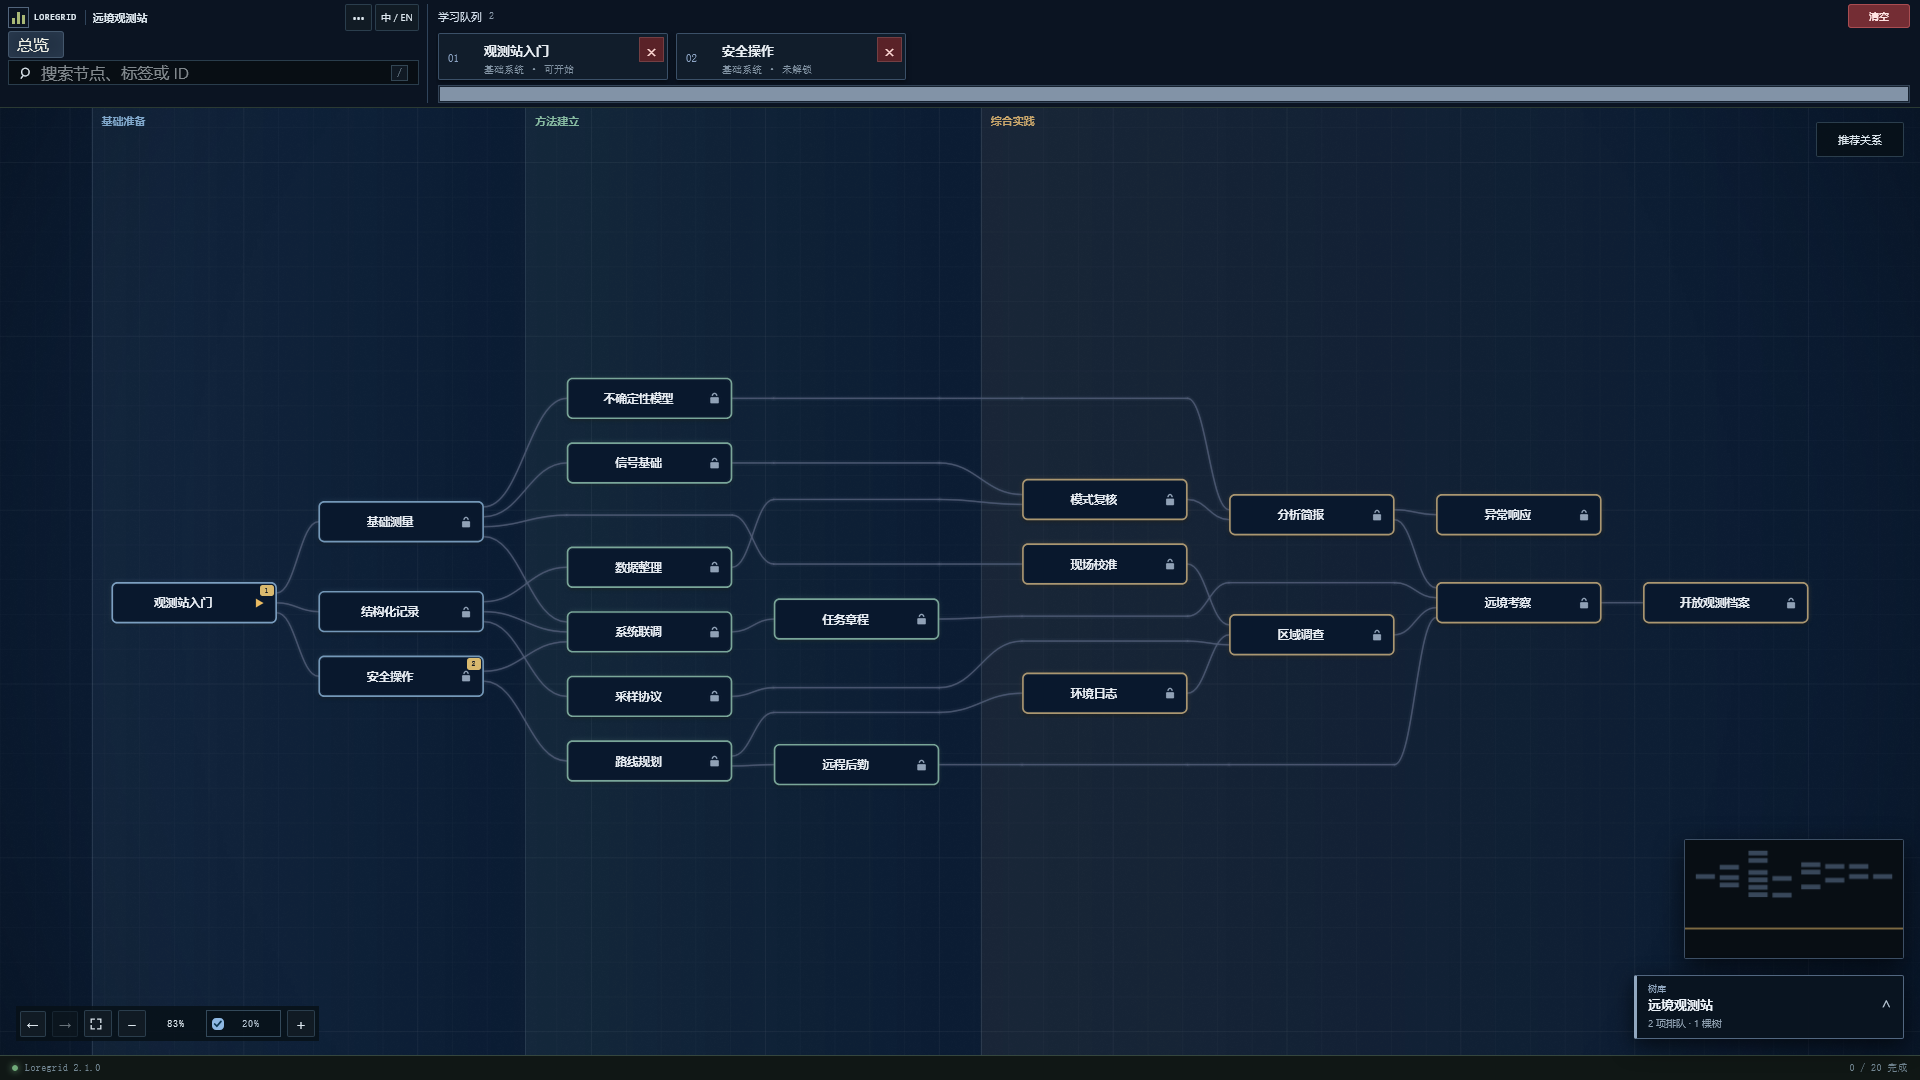 LOREGRID 远境观测站
••• 中 / EN
学习队列 2
清空
总览
搜索节点、标签或 ID /
01 观测站入门 ×
基础系统 • 可开始
02 安全操作 ×
基础系统 • 未解锁
基础准备
方法建立
综合实践
推荐关系
不确定性模型
信号基础
模式复核
分析简报
异常响应
基础测量
现场校准
数据整理
观测站入门 1
结构化记录
系统联调
任务章程
区域调查
远境考察
开放观测档案
安全操作 2
采样协议
环境日志
路线规划
远程后勤
树库
远境观测站
2 项排队 · 1 棵树
← → − 83% 20% +
Loregrid 2.1.0
0 / 20 完成